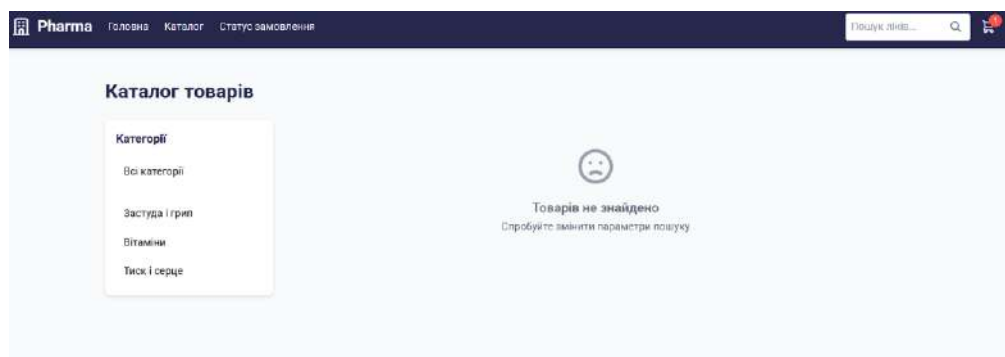 Pharma Головна Каталог Статус замовлення Пошук ліків...
Каталог товарів
Категорії
Всі категорії
Застуда і грип
Вітаміни
Тиск і серце
Товарів не знайдено
Спробуйте змінити параметри пошуку